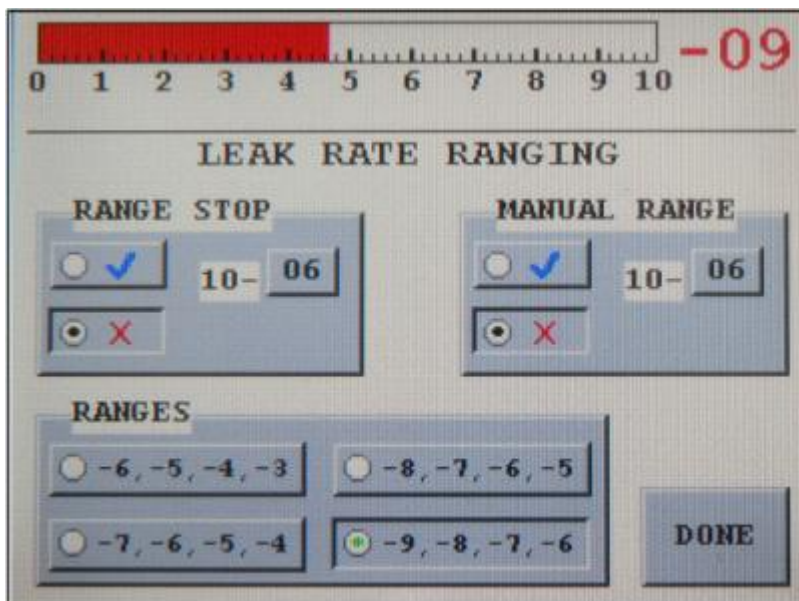 -09
0 1 2 3 4 5 6 7 8 9 10
LEAK RATE RANGING
RANGE STOP
10- 06
MANUAL RANGE
10- 06
RANGES
-6,-5,-4,-3
-8,-7,-6,-5
-7,-6,-5,-4
-9,-8,-7,-6
DONE